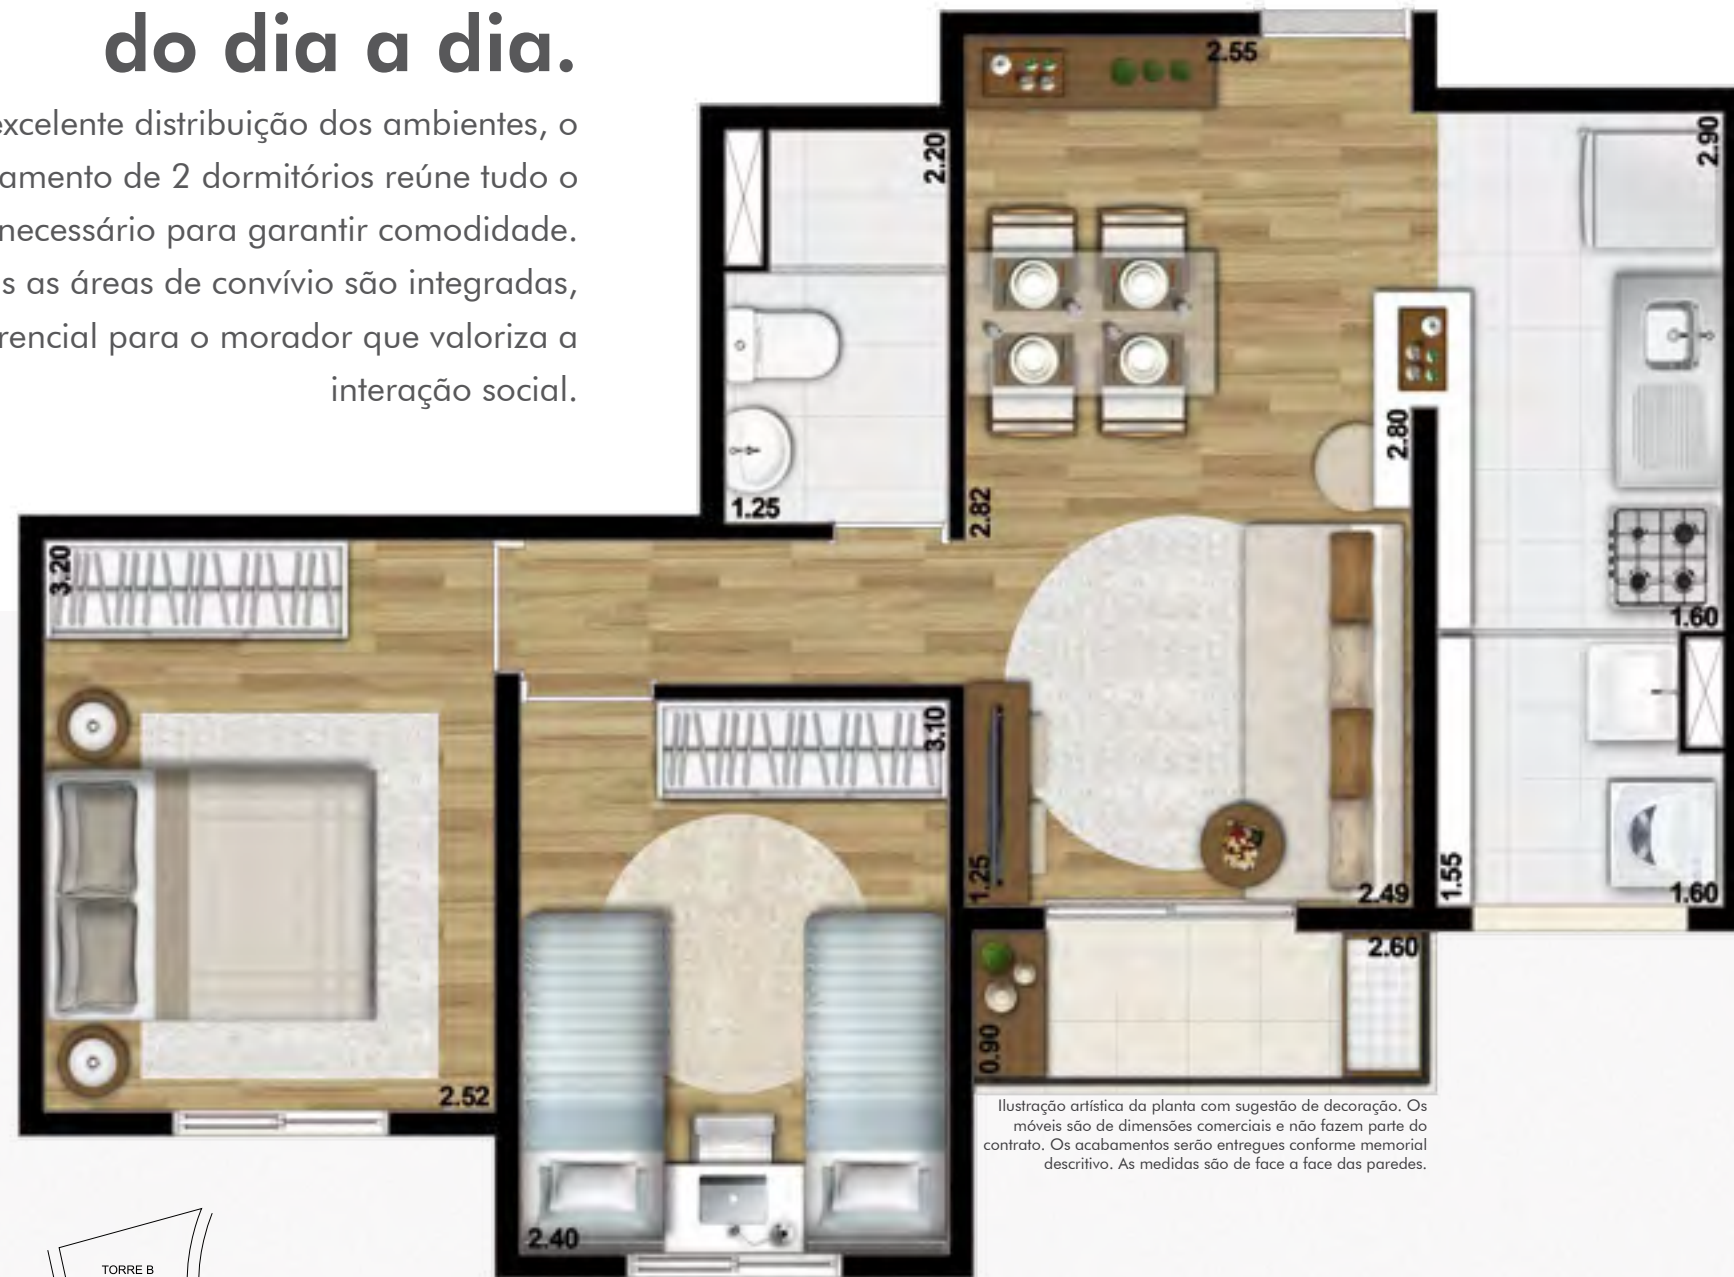 do dia a dia.
excelente distribuição dos ambientes, o
amento de 2 dormitórios reúne tudo o
necessário para garantir comodidade.
s as áreas de convívio são integradas,
rencial para o morador que valoriza a
interação social.
2.55
2.90
2.20
2.80
1.25
2.82
3.20
1.60
3.10
1.25
2.49
1.55
1.60
2.60
0.90
2.52
2.40
Ilustração artística da planta com sugestão de decoração. Os
móveis são de dimensões comerciais e não fazem parte do
contrato. Os acabamentos serão entregues conforme memorial
descritivo. As medidas são de face a face das paredes.
TORRE B